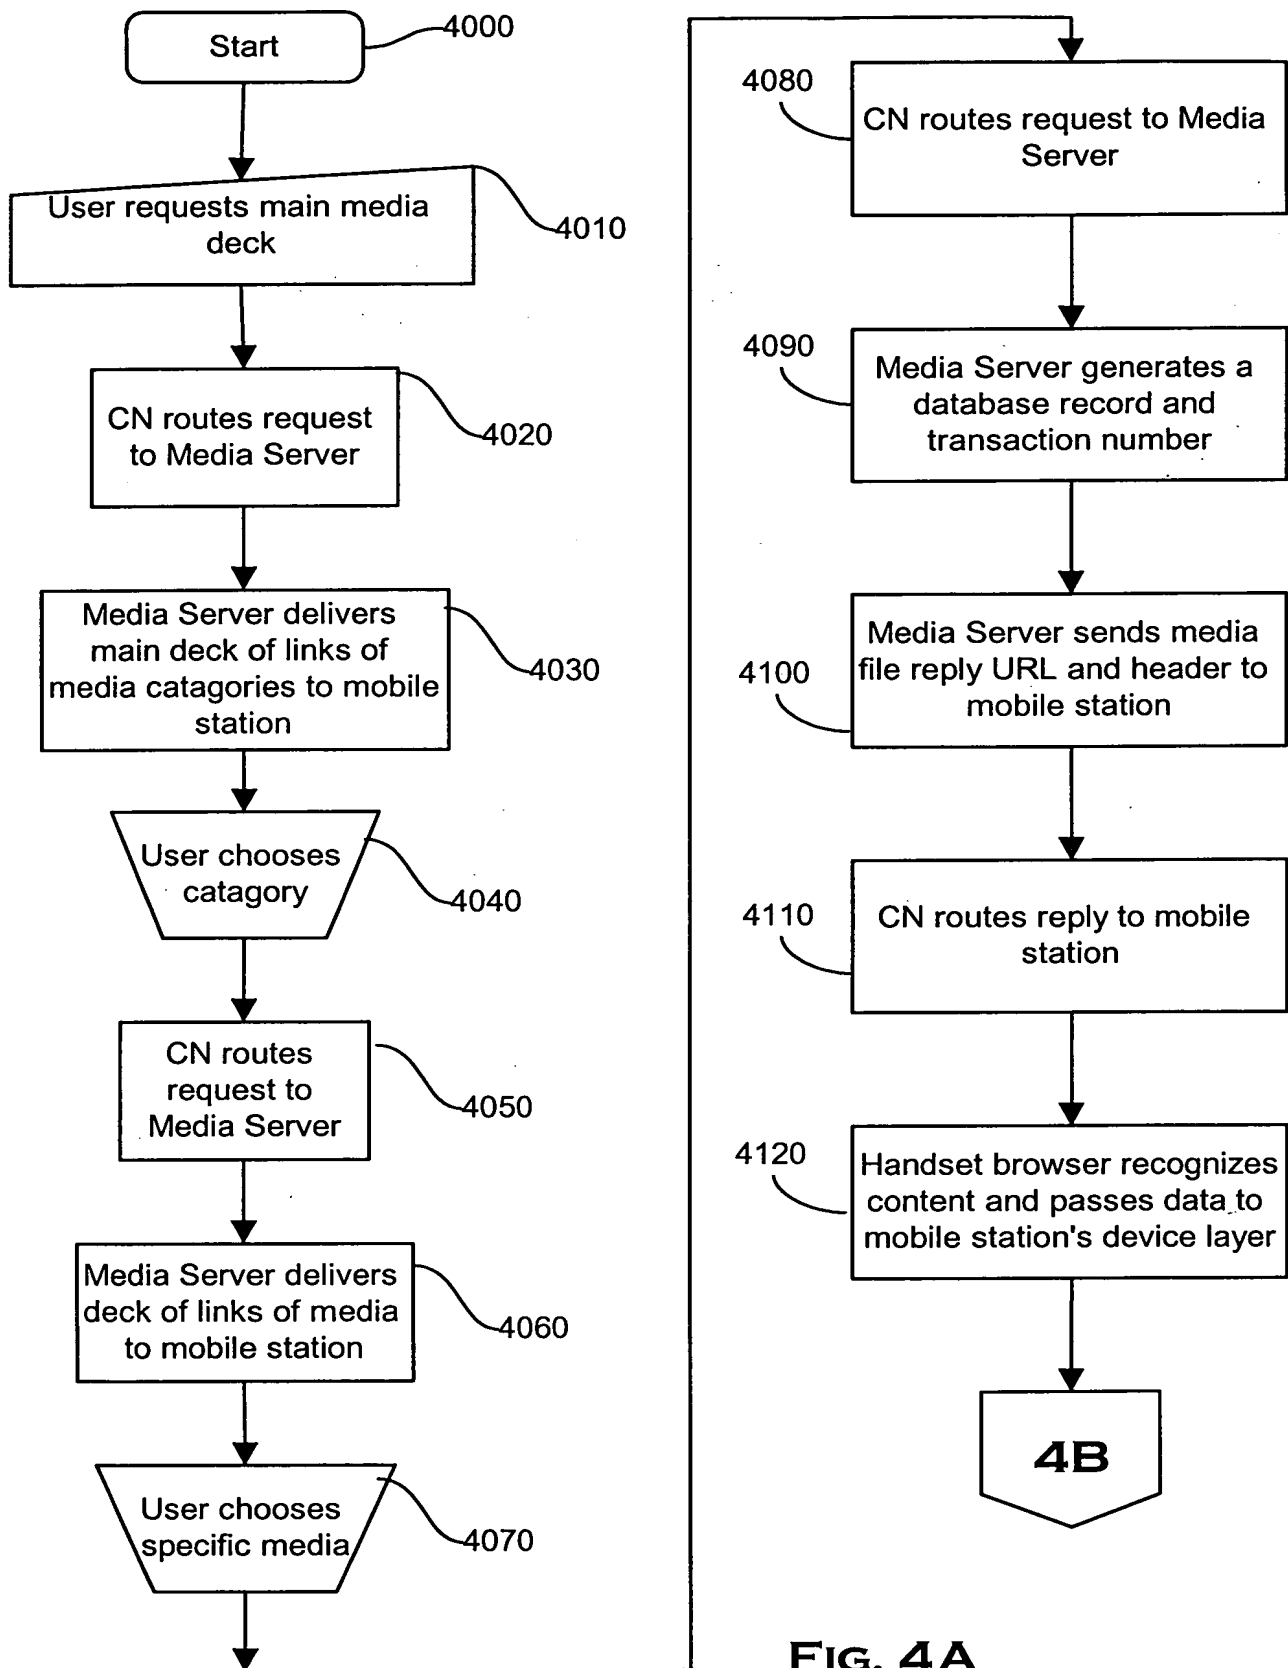 Start
4000
User requests main media
deck
4010
CN routes request
to Media Server
4020
Media Server delivers
main deck of links of
media catagories to mobile
station
4030
User chooses
catagory
4040
CN routes
request to
Media Server
4050
Media Server delivers
deck of links of media
to mobile station
4060
User chooses
specific media
4070
4080
CN routes request to Media
Server
4090
Media Server generates a
database record and
transaction number
4100
Media Server sends media
file reply URL and header to
mobile station
4110
CN routes reply to mobile
station
4120
Handset browser recognizes
content and passes data to
mobile station's device layer
4B
FIG. 4A